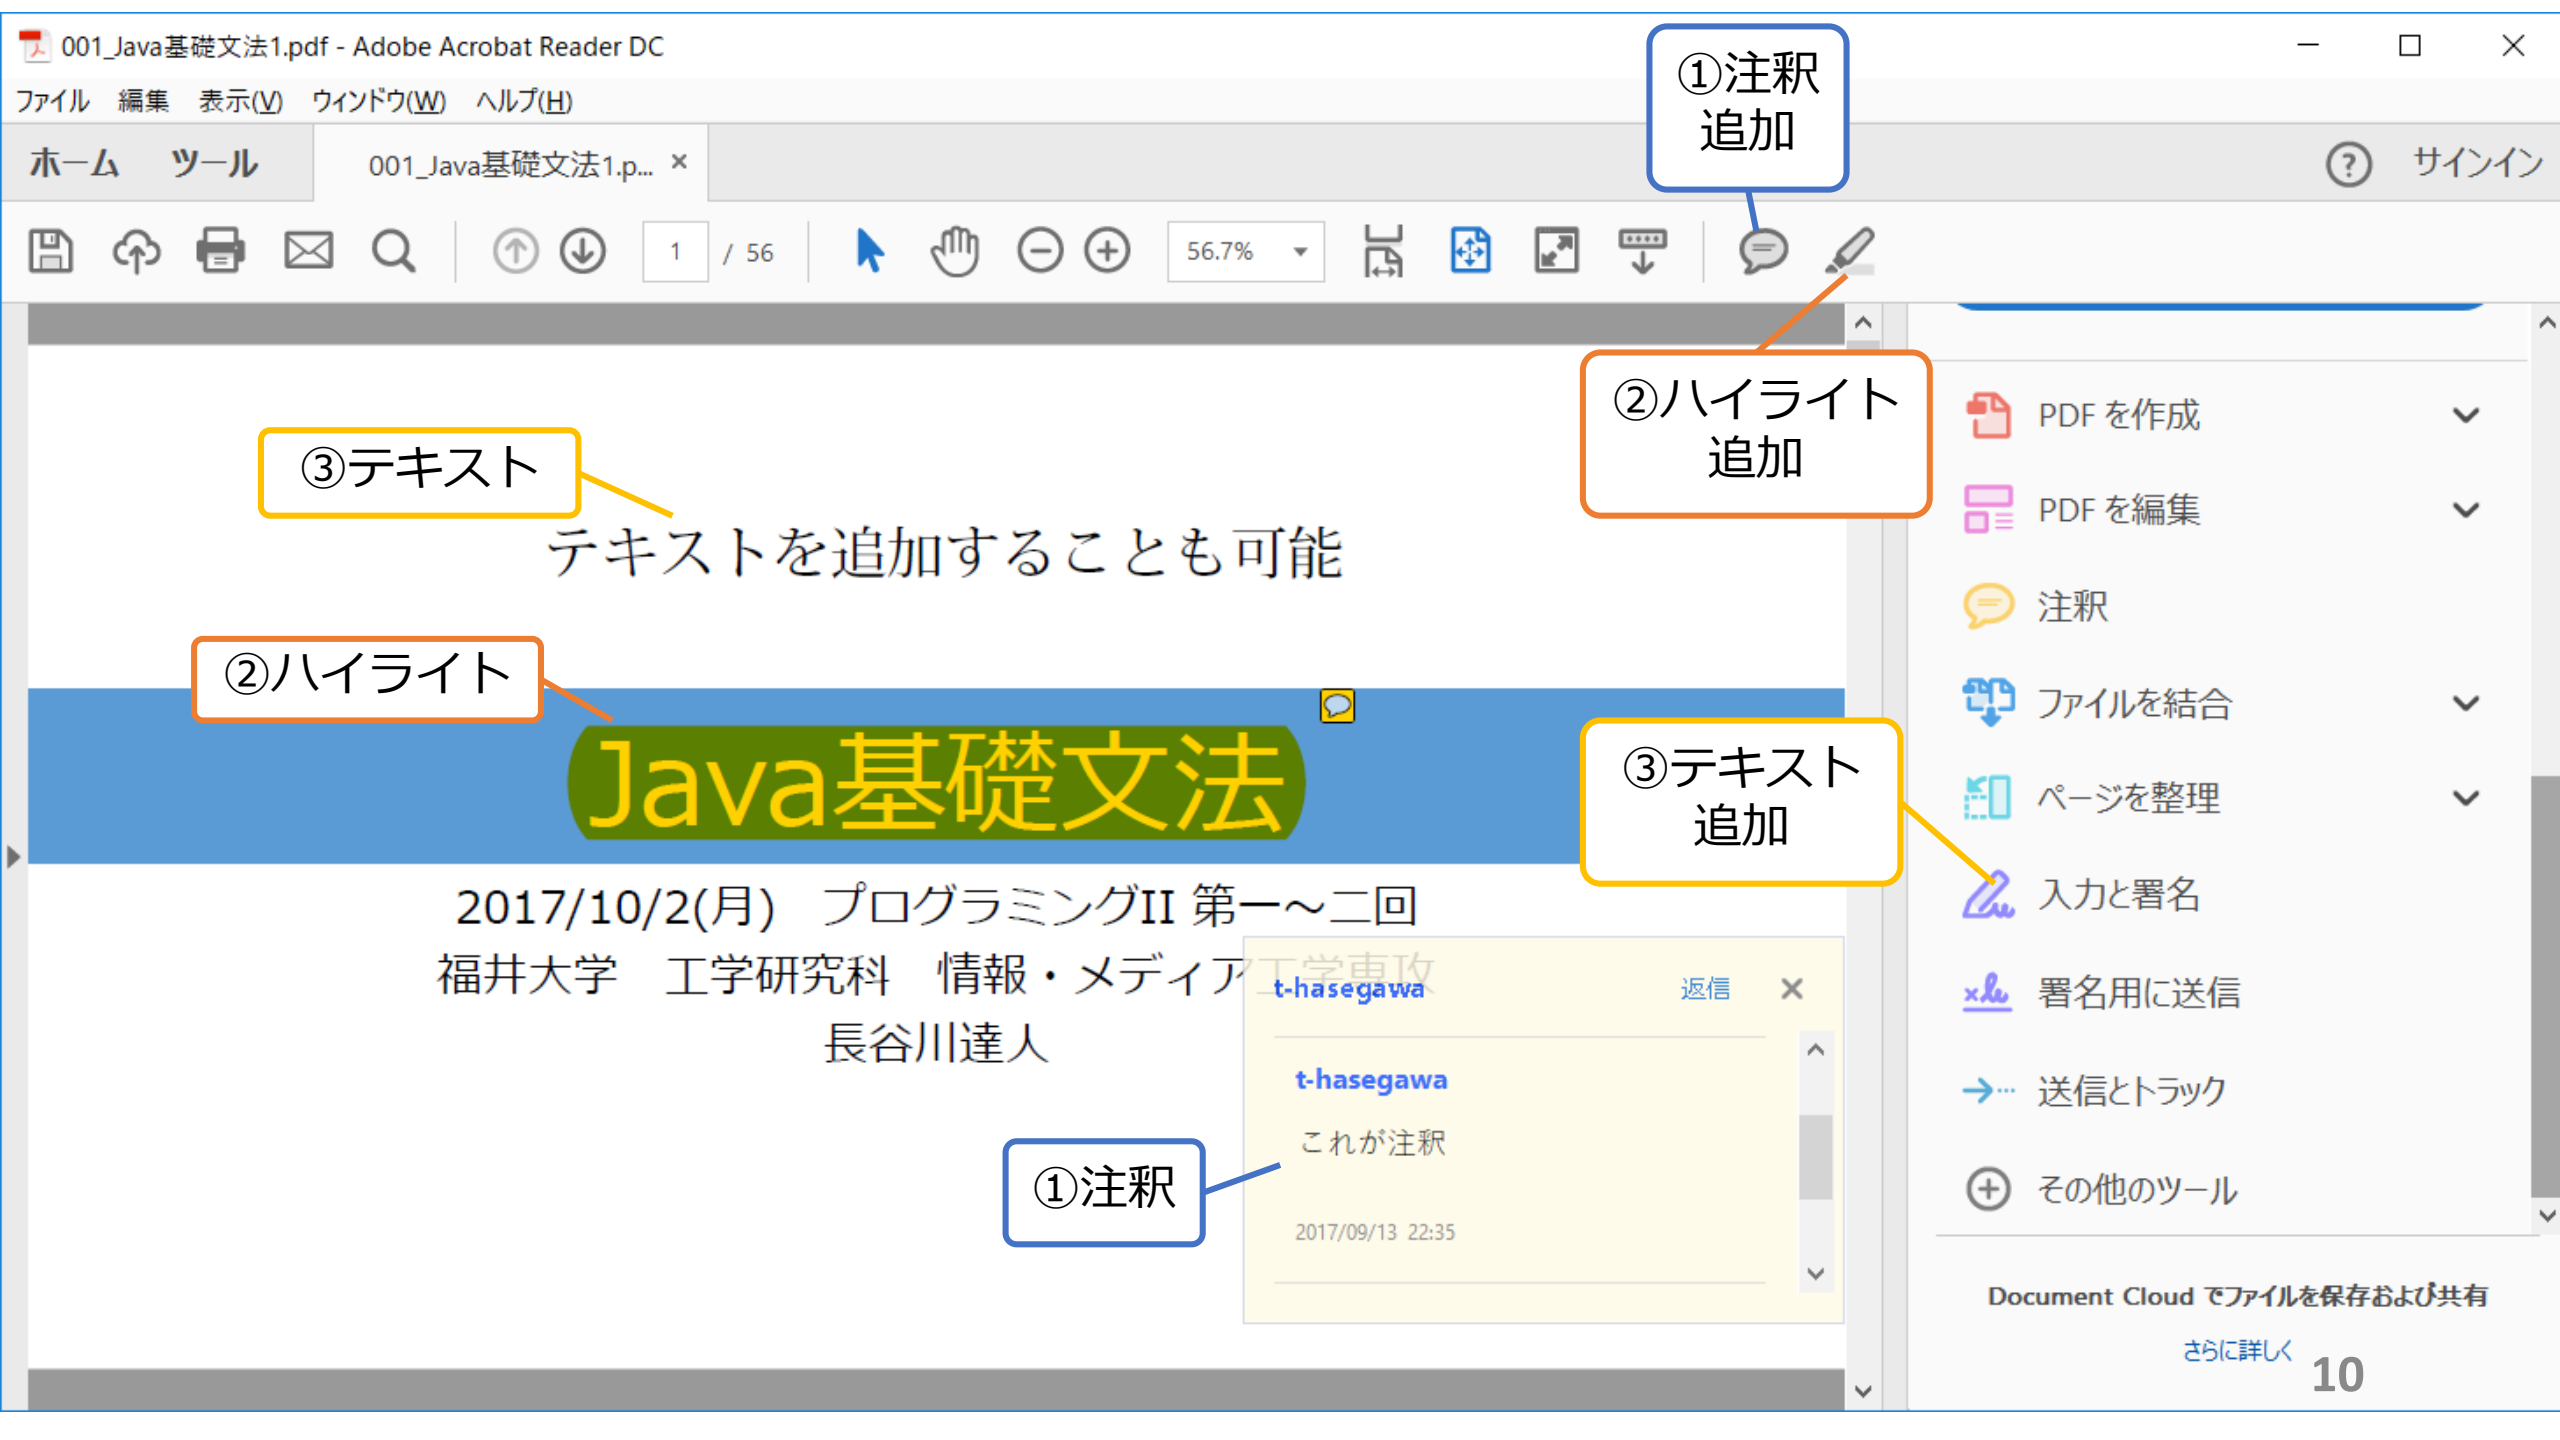 001_Java基礎文法1.pdf - Adobe Acrobat Reader DC
ファイル 編集 表示(V) ウィンドウ(W) ヘルプ(H)
ホーム ツール 001_Java基礎文法1.p... × サインイン
1 / 56 56.7%
①注釈
追加
②ハイライト
追加
③テキスト
テキストを追加することも可能
②ハイライト
Java基礎文法
③テキスト
追加
2017/10/2(月) プログラミングII 第一～二回
福井大学 工学研究科 情報・メディア工学専攻
長谷川達人
t-hasegawa 返信
t-hasegawa
これが注釈
2017/09/13 22:35
①注釈
PDF を作成
PDF を編集
注釈
ファイルを結合
ページを整理
入力と署名
署名用に送信
送信とトラック
その他のツール
Document Cloud でファイルを保存および共有
さらに詳しく
10